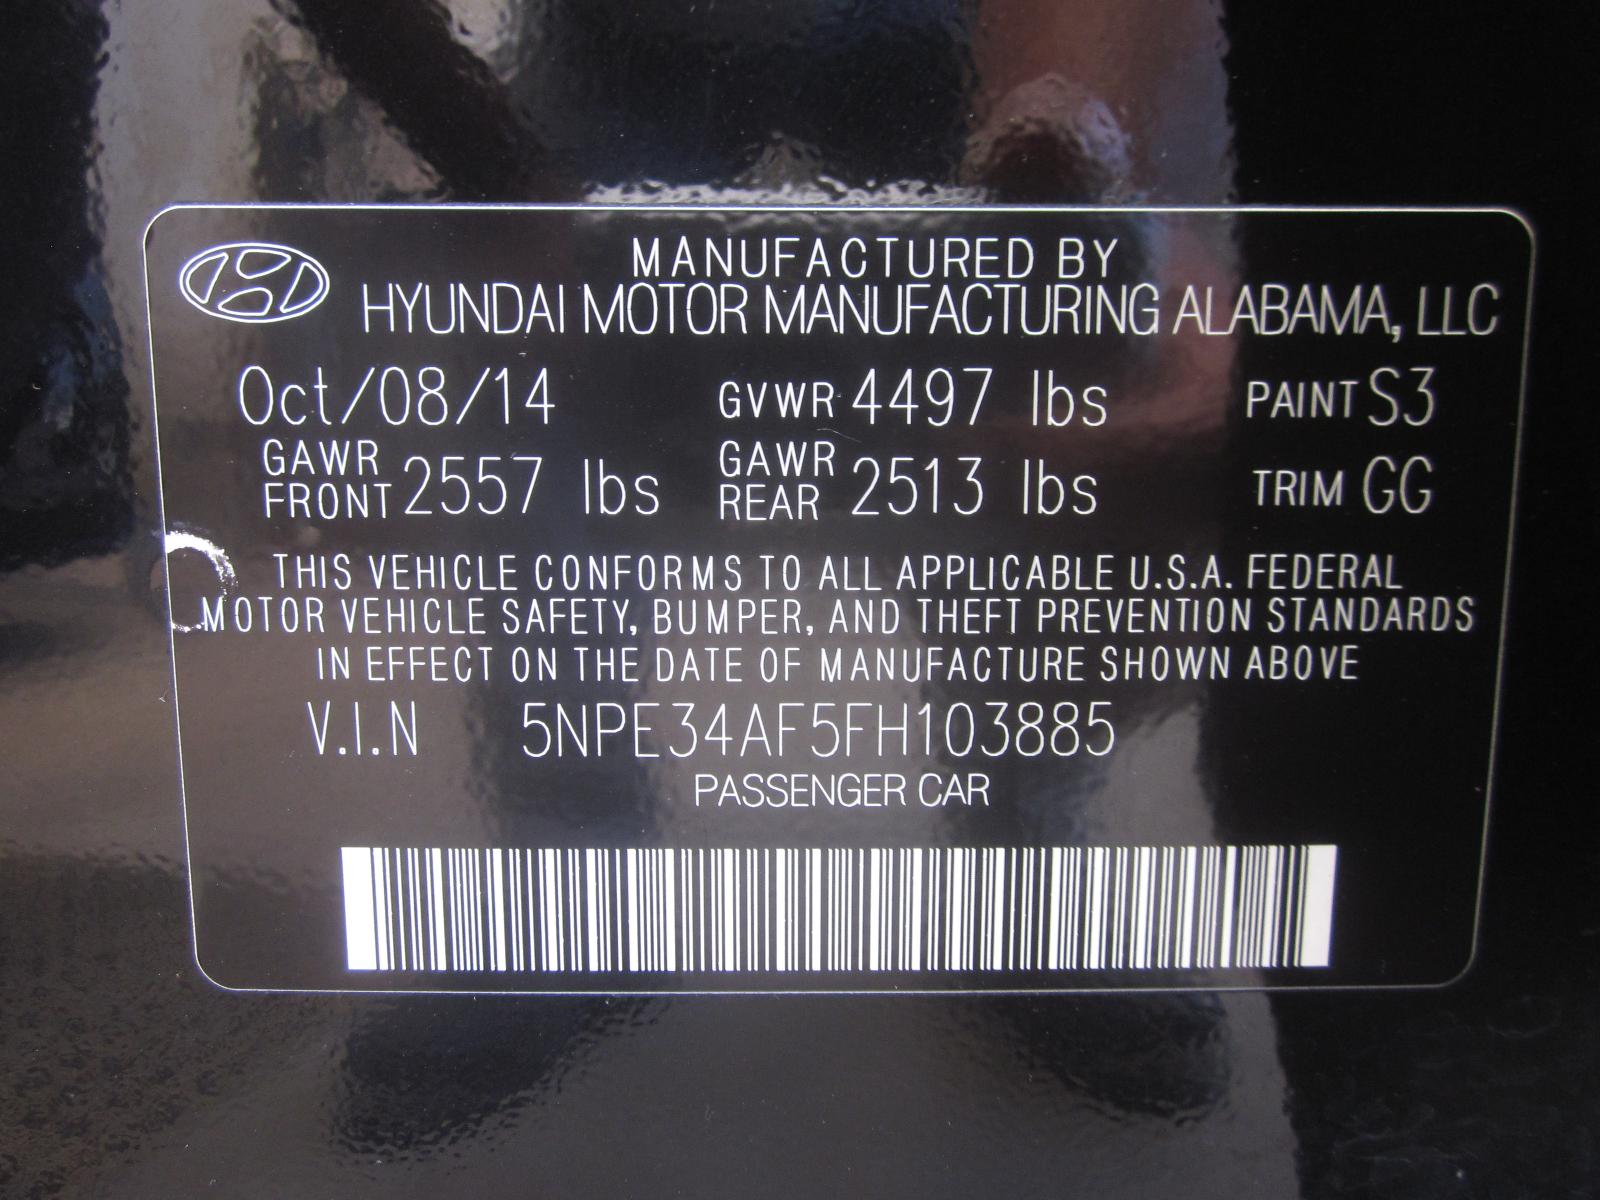 MANUFACTURED BY
HYUNDAI MOTOR MANUFACTURING ALABAMA, LLC
Oct/08/14 GVWR 4497 lbs PAINT S3
GAWR FRONT 2557 lbs GAWR REAR 2513 lbs TRIM GG
THIS VEHICLE CONFORMS TO ALL APPLICABLE U.S.A. FEDERAL
MOTOR VEHICLE SAFETY, BUMPER, AND THEFT PREVENTION STANDARDS
IN EFFECT ON THE DATE OF MANUFACTURE SHOWN ABOVE
V.I.N 5NPE34AF5FH103885
PASSENGER CAR